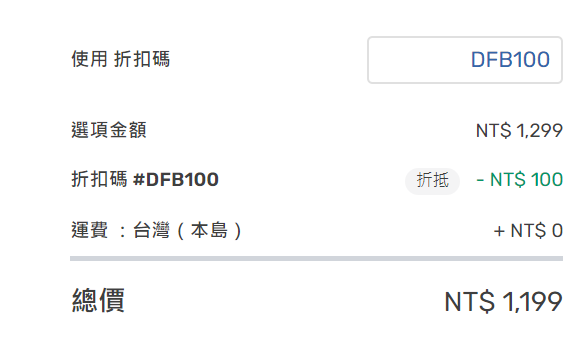 使用 折扣碼 DFB100
選項金額 NT$ 1,299
折扣碼 #DFB100 折抵 - NT$ 100
運費 ：台灣 ( 本島 ) + NT$ 0
總價 NT$ 1,199